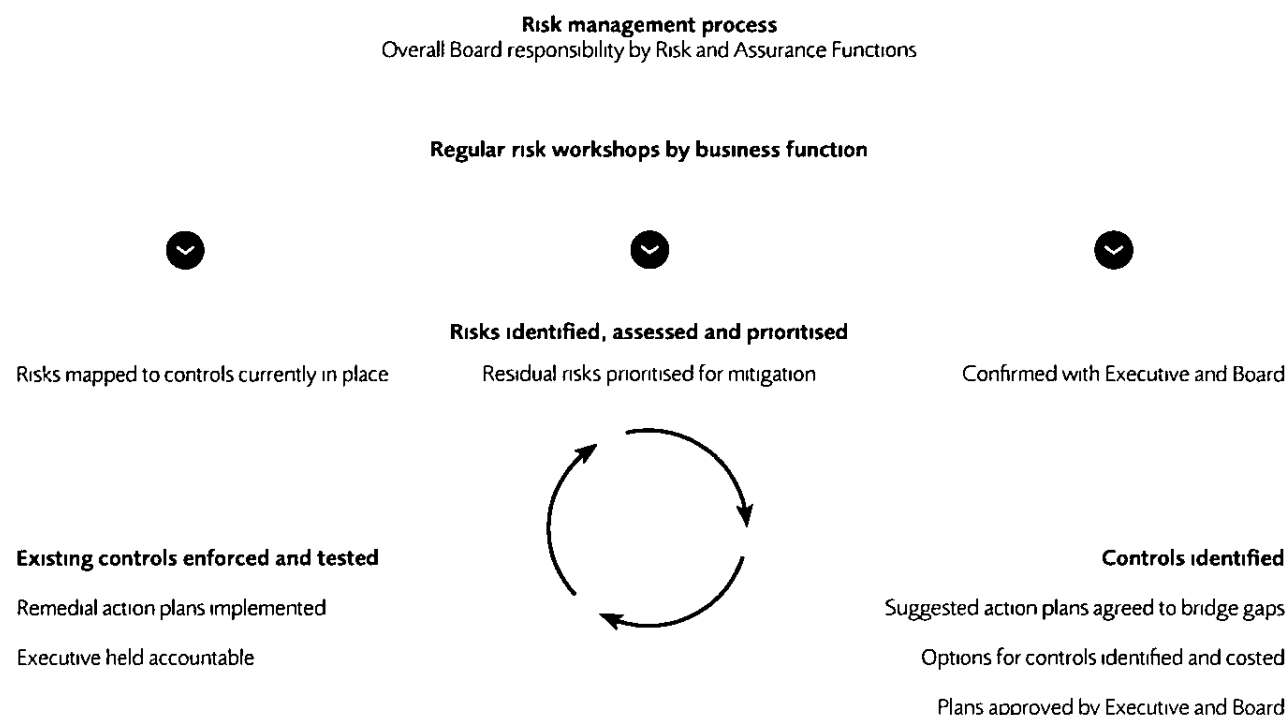 Risk management process
Overall Board responsibility by Risk and Assurance Functions
Regular risk workshops by business function
Risks identified, assessed and prioritised
Risks mapped to controls currently in place
Residual risks prioritised for mitigation
Confirmed with Executive and Board
Existing controls enforced and tested
Remedial action plans implemented
Executive held accountable
Controls identified
Suggested action plans agreed to bridge gaps
Options for controls identified and costed
Plans approved by Executive and Board